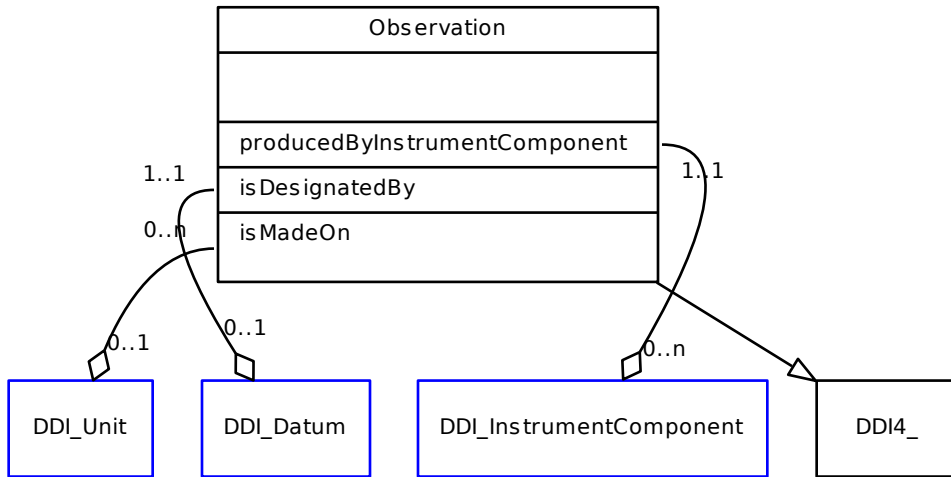 Observation
producedByInstrumentComponent
1..1
1..1
isDesignatedBy
0..n
isMadeOn
0..1
0..1
0..n
DDI_Unit
DDI_Datum
DDI_InstrumentComponent
DDI4_